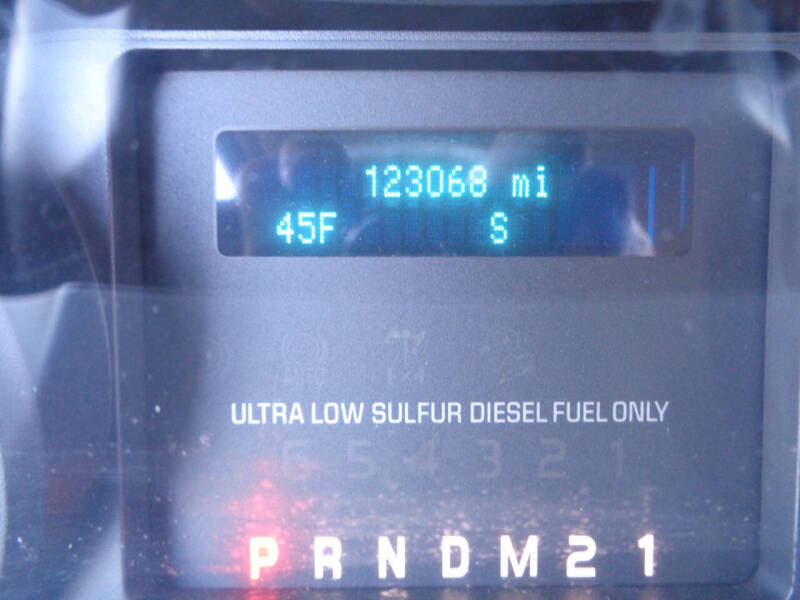 123068 mi
45F S
ULTRA LOW SULFUR DIESEL FUEL ONLY
6 5 4 3 2 1
P R N D M 2 1